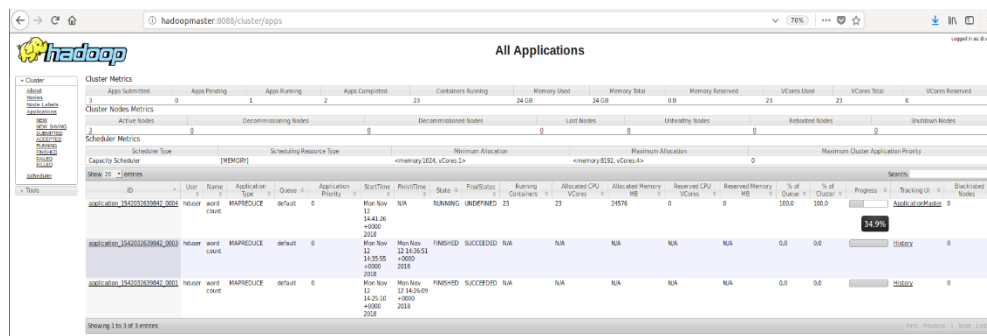 hadoopmaster:8088/cluster/apps
70%
Logged in as: dr
hadoop
All Applications
Cluster
About
Nodes
Node Labels
Applications
NEW
NEW_SAVING
SUBMITTED
ACCEPTED
RUNNING
FINISHED
FAILED
KILLED
Scheduler
Tools
Cluster Metrics
Apps Submitted Apps Pending Apps Running Apps Completed Containers Running Memory Used Memory Total Memory Reserved VCores Used VCores Total VCores Reserved
3 0 1 2 23 24 GB 24 GB 0 B 23 23 0
Cluster Nodes Metrics
Active Nodes Decommissioning Nodes Decommissioned Nodes Lost Nodes Unhealthy Nodes Rebooted Nodes Shutdown Nodes
3 0 0 0 0 0 0
Scheduler Metrics
Scheduler Type Scheduling Resource Type Minimum Allocation Maximum Allocation Maximum Cluster Application Priority
Capacity Scheduler [MEMORY] <memory:1024, vCores:1> <memory:8192, vCores:4> 0
Show 20 entries Search:
ID User Name Application Type Queue Application Priority StartTime FinishTime State FinalStatus Running Containers Allocated CPU VCores Allocated Memory MB Reserved CPU VCores Reserved Memory MB % of Queue % of Cluster Progress Tracking UI Blacklisted Nodes
application_1542032639842_0004 hduser word count MAPREDUCE default 0 Mon Nov 12 14:41:26 +0000 2018 N/A RUNNING UNDEFINED 23 23 24576 0 0 100.0 100.0 ApplicationMaster 0
34.9%
application_1542032639842_0003 hduser word count MAPREDUCE default 0 Mon Nov 12 14:35:55 +0000 2018 Mon Nov 12 14:36:51 +0000 2018 FINISHED SUCCEEDED N/A N/A N/A N/A N/A 0.0 0.0 History 0
application_1542032639842_0002 hduser word count MAPREDUCE default 0 Mon Nov 12 14:25:10 +0000 2018 Mon Nov 12 14:26:09 +0000 2018 FINISHED SUCCEEDED N/A N/A N/A N/A N/A 0.0 0.0 History 0
Showing 1 to 3 of 3 entries First Previous 1 Next Last